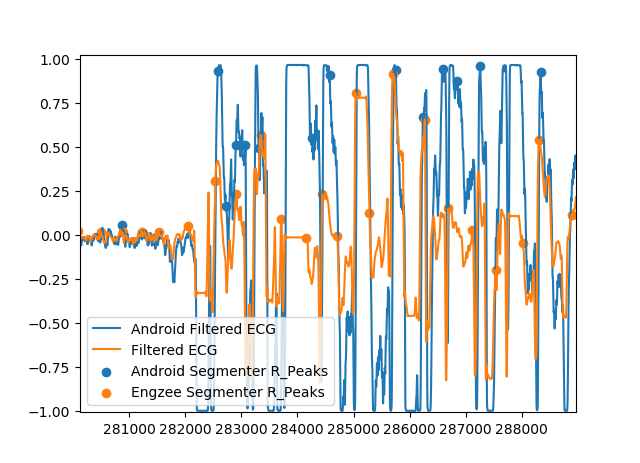 1.00
0.75
0.50
0.25
0.00
−0.25
−0.50
−0.75
−1.00
Android Filtered ECG
Filtered ECG
Android Segmenter R_Peaks
Engzee Segmenter R_Peaks
281000 282000 283000 284000 285000 286000 287000 288000